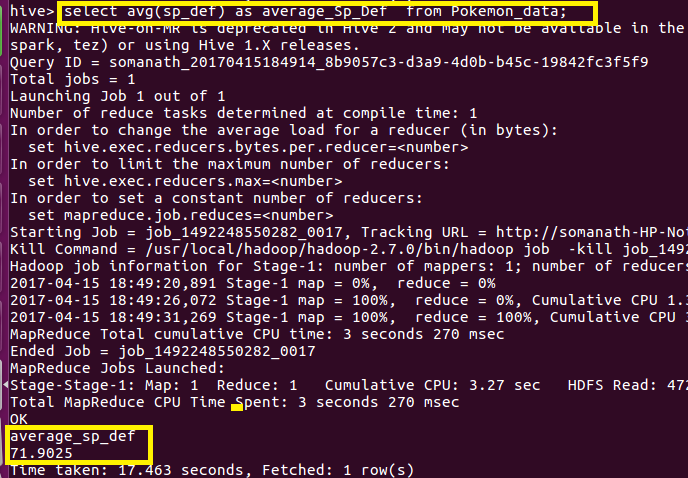 hive> select avg(sp_def) as average_Sp_Def  from Pokemon_data;
WARNING: Hive-on-MR is deprecated in Hive 2 and may not be available in the
spark, tez) or using Hive 1.X releases.
Query ID = somanath_20170415184914_8b9057c3-d3a9-4d0b-b45c-19842fc3f5f9
Total jobs = 1
Launching Job 1 out of 1
Number of reduce tasks determined at compile time: 1
In order to change the average load for a reducer (in bytes):
  set hive.exec.reducers.bytes.per.reducer=<number>
In order to limit the maximum number of reducers:
  set hive.exec.reducers.max=<number>
In order to set a constant number of reducers:
  set mapreduce.job.reduces=<number>
Starting Job = job_1492248550282_0017, Tracking URL = http://somanath-HP-Not
Kill Command = /usr/local/hadoop/hadoop-2.7.0/bin/hadoop job  -kill job_1492
Hadoop job information for Stage-1: number of mappers: 1; number of reducers
2017-04-15 18:49:20,891 Stage-1 map = 0%,  reduce = 0%
2017-04-15 18:49:26,072 Stage-1 map = 100%,  reduce = 0%, Cumulative CPU 1.
2017-04-15 18:49:31,269 Stage-1 map = 100%,  reduce = 100%, Cumulative CPU 3
MapReduce Total cumulative CPU time: 3 seconds 270 msec
Ended Job = job_1492248550282_0017
MapReduce Jobs Launched:
Stage-Stage-1: Map: 1  Reduce: 1   Cumulative CPU: 3.27 sec   HDFS Read: 472
Total MapReduce CPU Time Spent: 3 seconds 270 msec
OK
average_sp_def
71.9025
Time taken: 17.463 seconds, Fetched: 1 row(s)